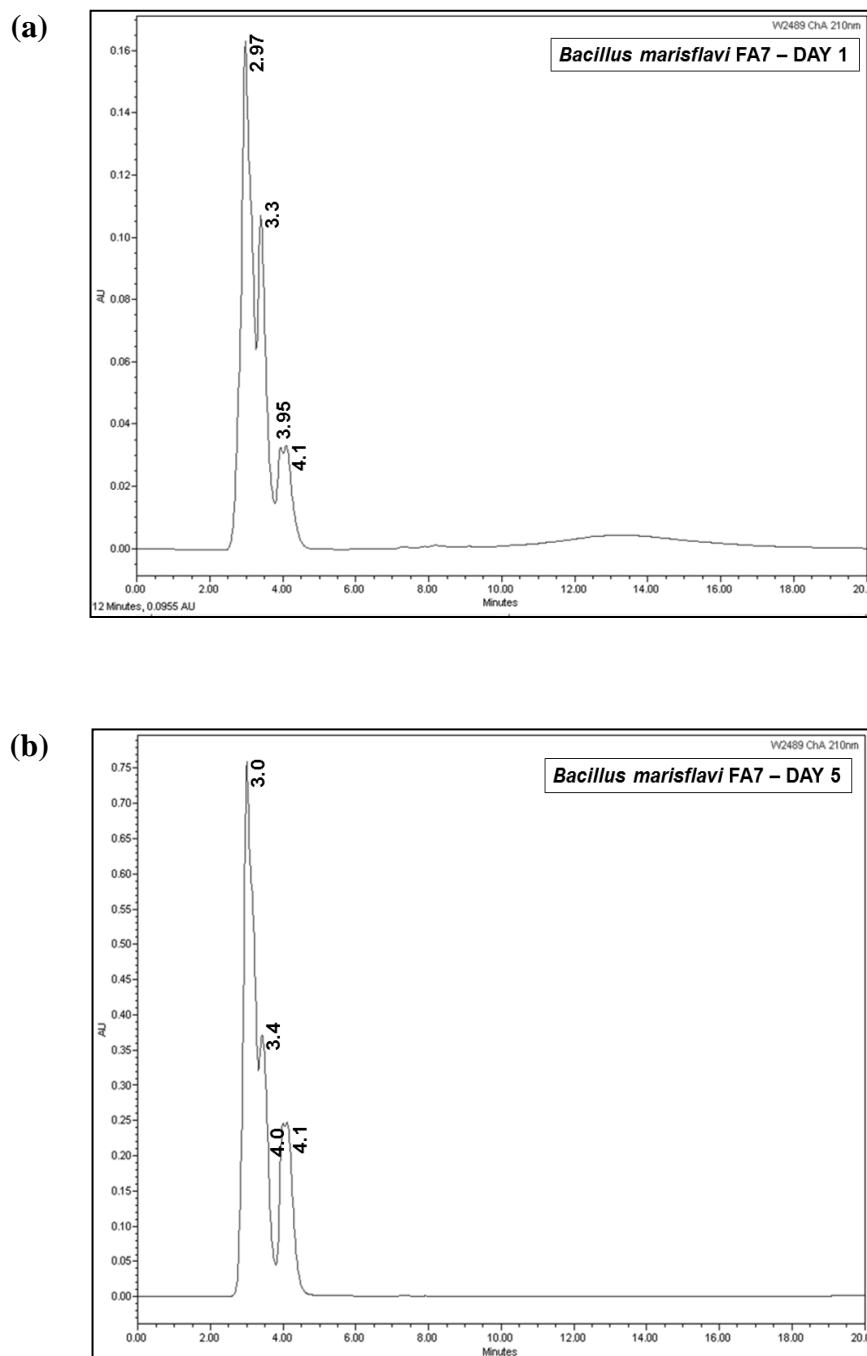 (a)
W2489 ChA 210nm
Bacillus marisflavi FA7 – DAY 1
2.97
3.3
3.95
4.1
0.16
0.14
0.12
0.10
0.08
0.06
0.04
0.02
0.00
AU
0.00 2.00 4.00 6.00 8.00 10.00 12.00 14.00 16.00 18.00 20.
Minutes
12 Minutes, 0.0955 AU
(b)
W2489 ChA 210nm
Bacillus marisflavi FA7 – DAY 5
3.0
3.4
4.0
4.1
0.75
0.70
0.65
0.60
0.55
0.50
0.45
0.40
0.35
0.30
0.25
0.20
0.15
0.10
0.05
0.00
AU
0.00 2.00 4.00 6.00 8.00 10.00 12.00 14.00 16.00 18.00 20.0
Minutes